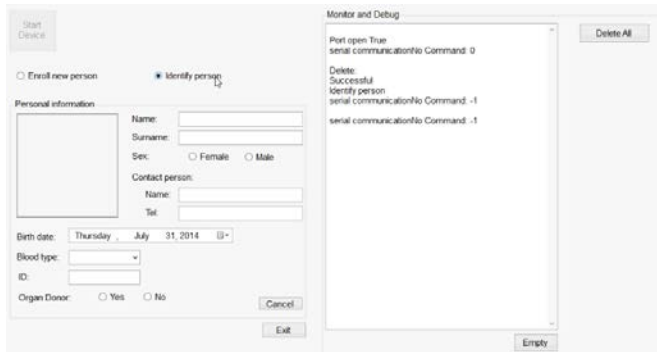 Start
Device
Enroll new person
Identify person
Personal information
Name:
Surname:
Sex:
Female
Male
Contact person:
Name:
Tel:
Birth date:
Thursday , July 31, 2014
Blood type:
ID:
Organ Donor:
Yes
No
Cancel
Exit
Monitor and Debug
Port open True
serial communicationNo Command: 0
Delete:
Successful
Identify person
serial communicationNo Command: -1
serial communicationNo Command: -1
Empty
Delete All